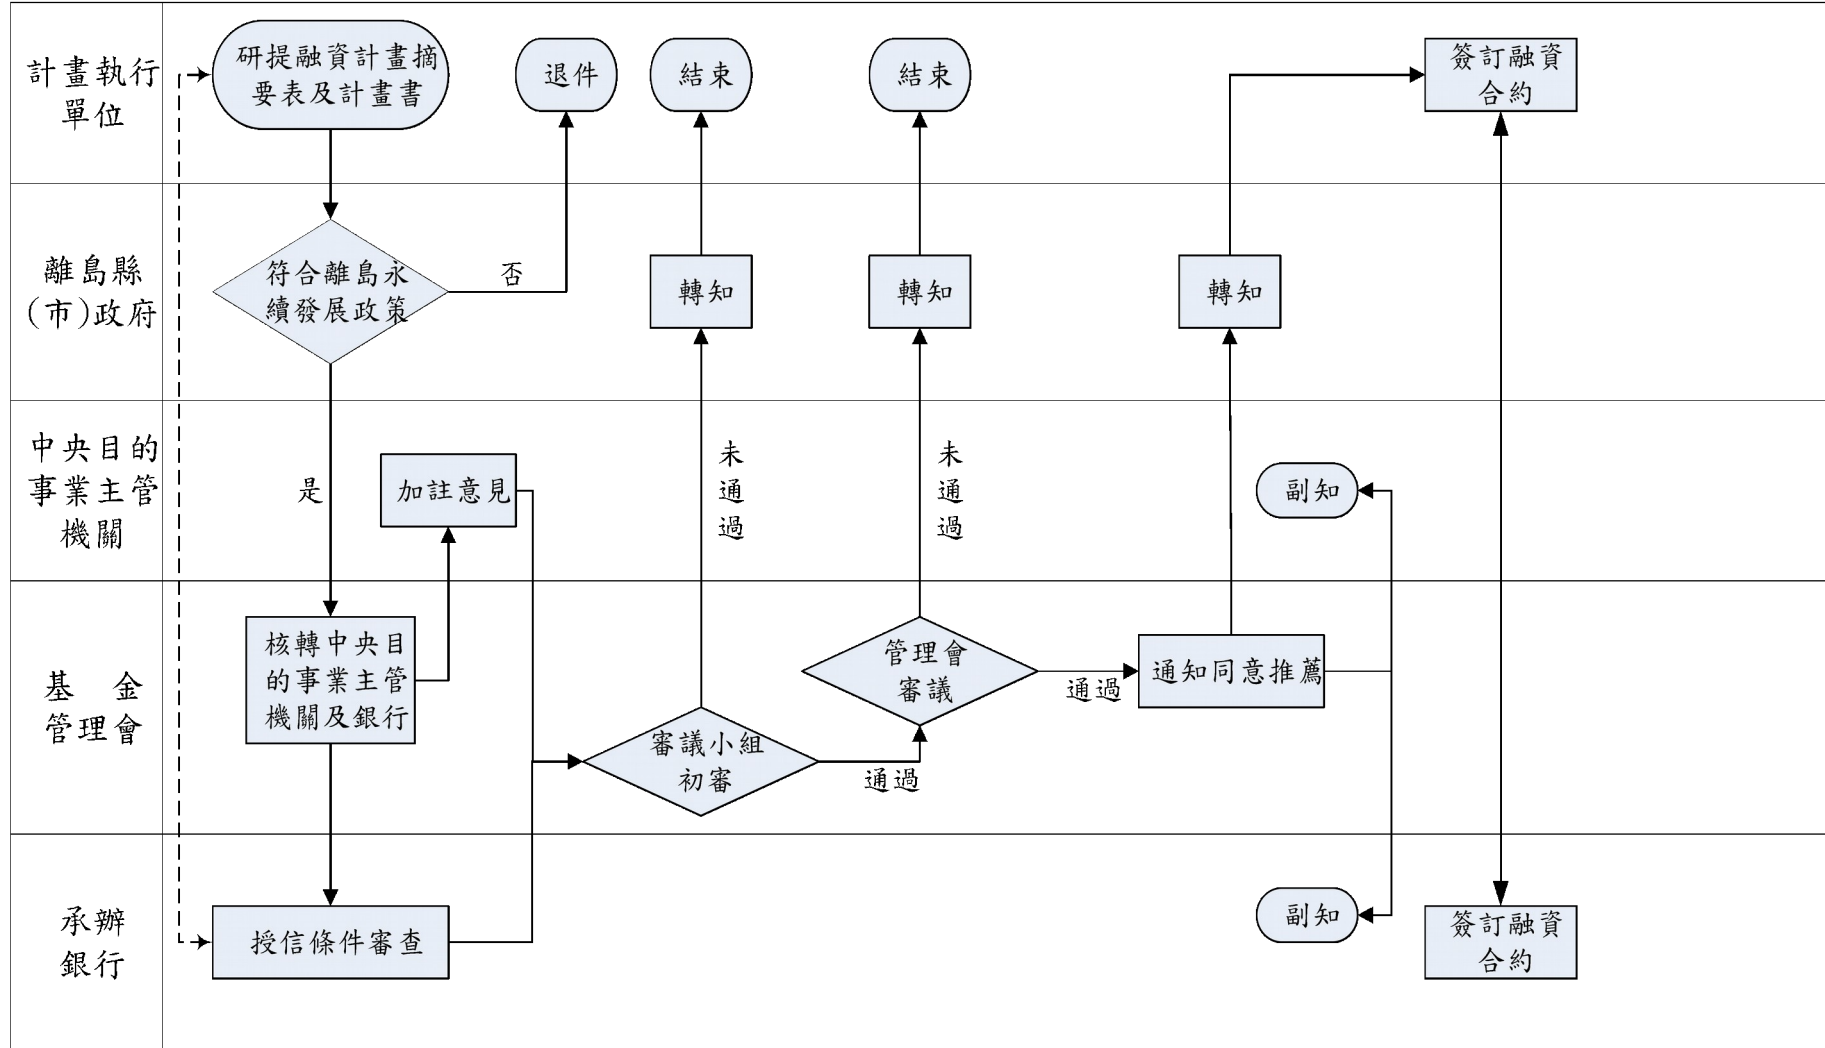 計畫執行
單位
研提融資計畫摘
要表及計畫書
退件
結束
結束
簽訂融資
合約
離島縣
(市)政府
符合離島永
續發展政策
否
轉知
轉知
轉知
中央目的
事業主管
機關
是
加註意見
未
通
過
未
通
過
副知
基　金
管理會
核轉中央目
的事業主管
機關及銀行
審議小組
初審
通過
管理會
審議
通過
通知同意推薦
承辦
銀行
授信條件審查
副知
簽訂融資
合約